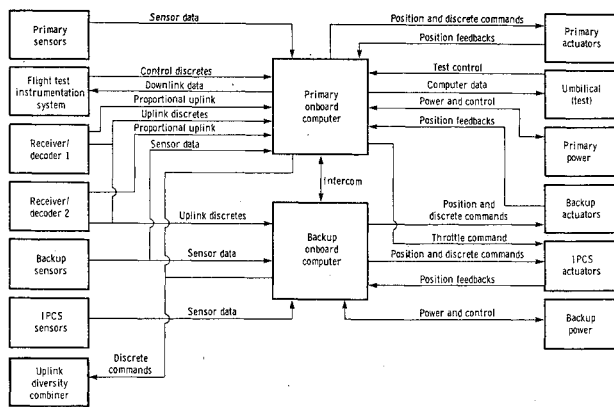 Primary
sensors
Flight test
instrumentation
system
Receiver/
decoder 1
Receiver/
decoder 2
Backup
sensors
IPCS
sensors
Uplink
diversity
combiner
Sensor data
Control discretes
Downlink data
Proportional uplink
Uplink discretes
Proportional uplink
Sensor data
Uplink discretes
Sensor data
Sensor data
Discrete
commands
Primary
onboard
computer
Intercom
Backup
onboard
computer
Position and discrete commands
Position feedbacks
Test control
Computer data
Power and control
Position feedbacks
Position and
discrete commands
Throttle command
Position and discrete commands
Position feedbacks
Power and control
Primary
actuators
Umbilical
(test)
Primary
power
Backup
actuators
IPCS
actuators
Backup
power